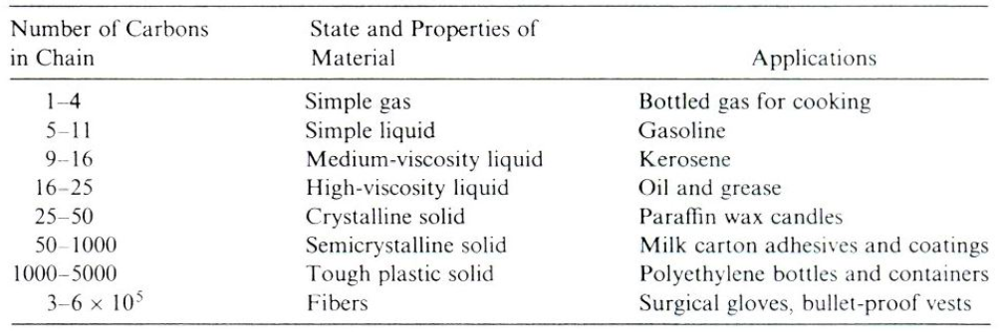 Number of Carbons State and Properties of
in Chain Material Applications
1–4 Simple gas Bottled gas for cooking
5–11 Simple liquid Gasoline
9–16 Medium-viscosity liquid Kerosene
16–25 High-viscosity liquid Oil and grease
25–50 Crystalline solid Paraffin wax candles
50–1000 Semicrystalline solid Milk carton adhesives and coatings
1000–5000 Tough plastic solid Polyethylene bottles and containers
3–6 × 10⁵ Fibers Surgical gloves, bullet-proof vests